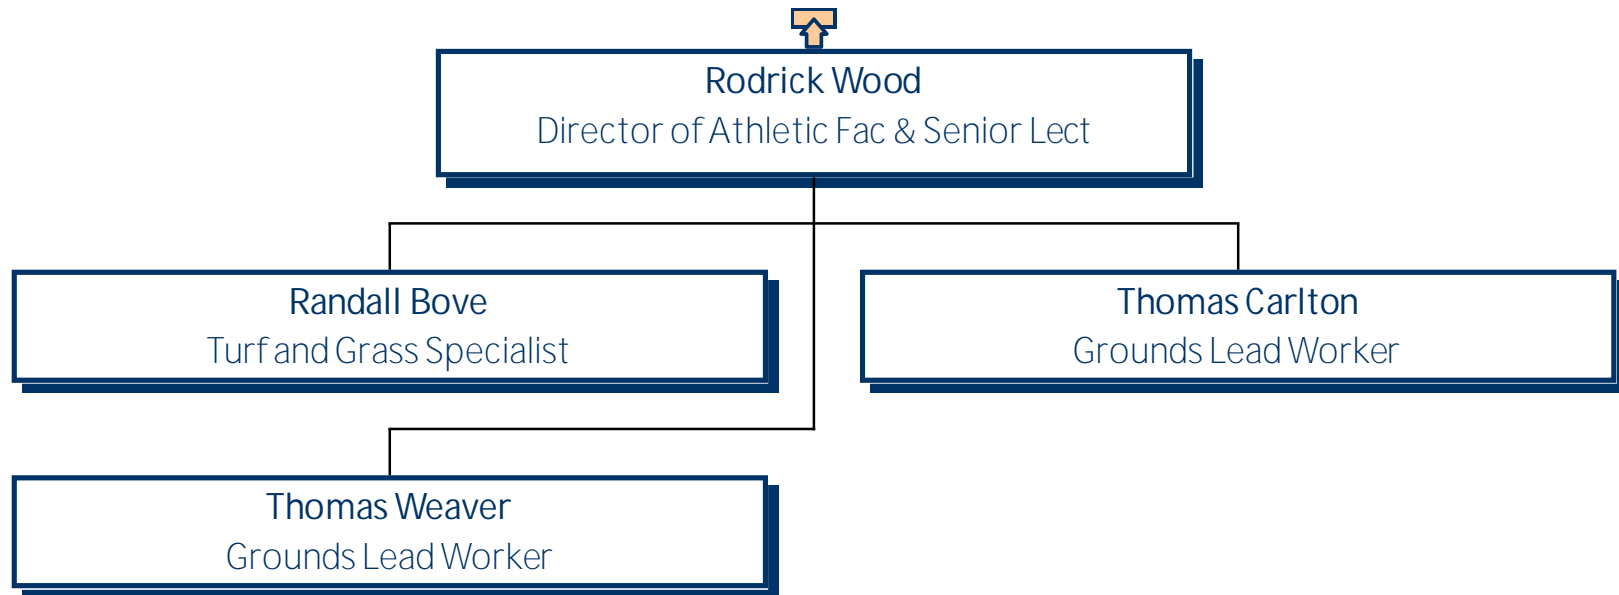 Rodrick Wood
Director of Athletic Fac & Senior Lect
Randall Bove
Turf and Grass Specialist
Thomas Carlton
Grounds Lead Worker
Thomas Weaver
Grounds Lead Worker